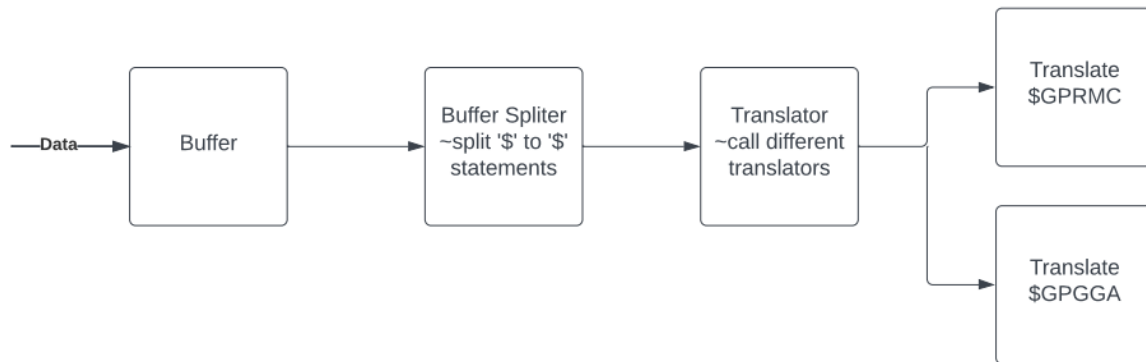 Data
Buffer
Buffer Spliter
~split '$' to '$'
statements
Translator
~call different
translators
Translate
$GPRMC
Translate
$GPGGA